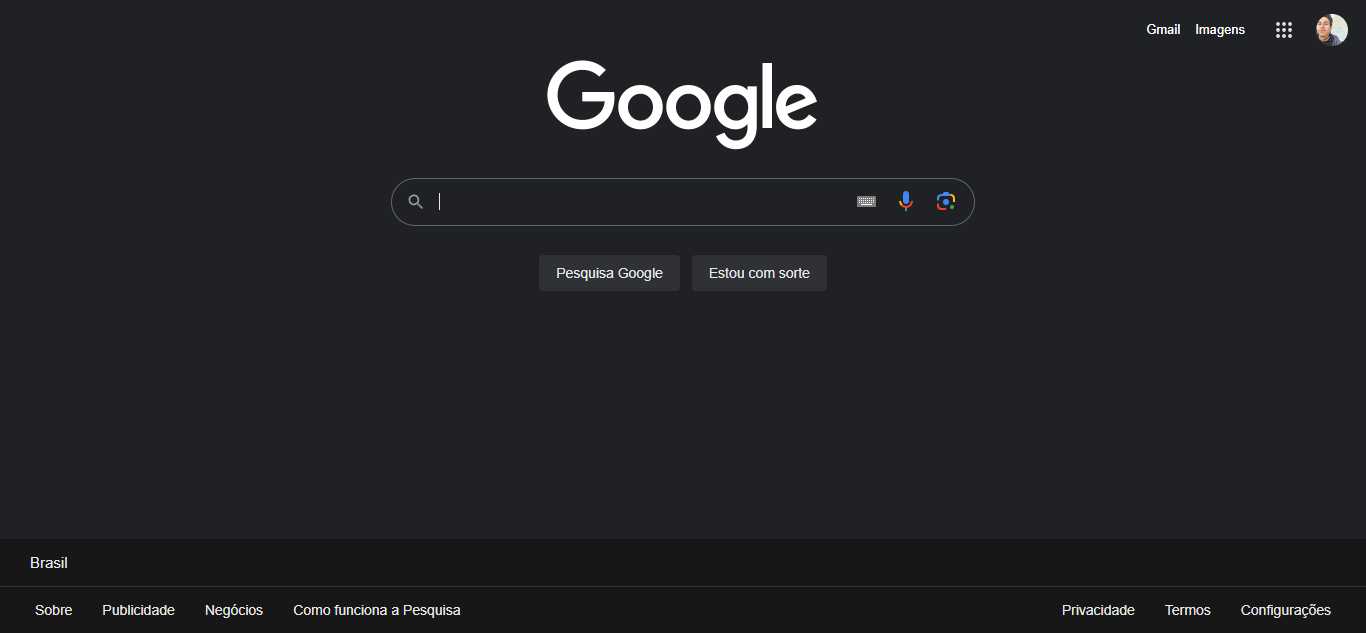 Gmail Imagens
Google
Pesquisa Google Estou com sorte
Brasil
Sobre Publicidade Negócios Como funciona a Pesquisa Privacidade Termos Configurações